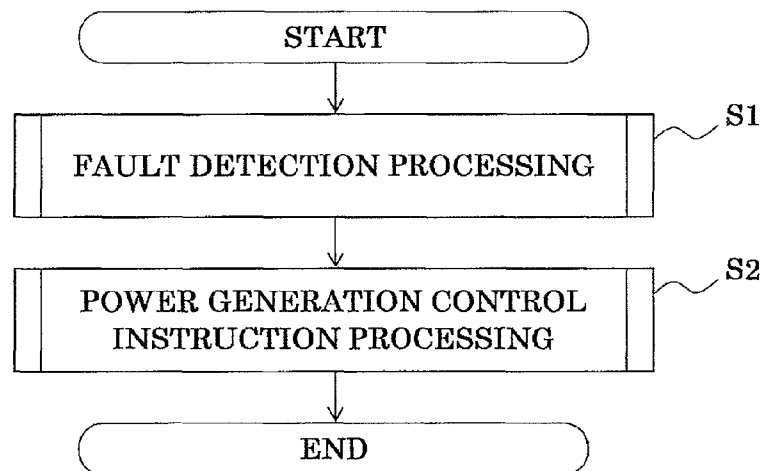 START
FAULT DETECTION PROCESSING
S1
POWER GENERATION CONTROL
INSTRUCTION PROCESSING
S2
END